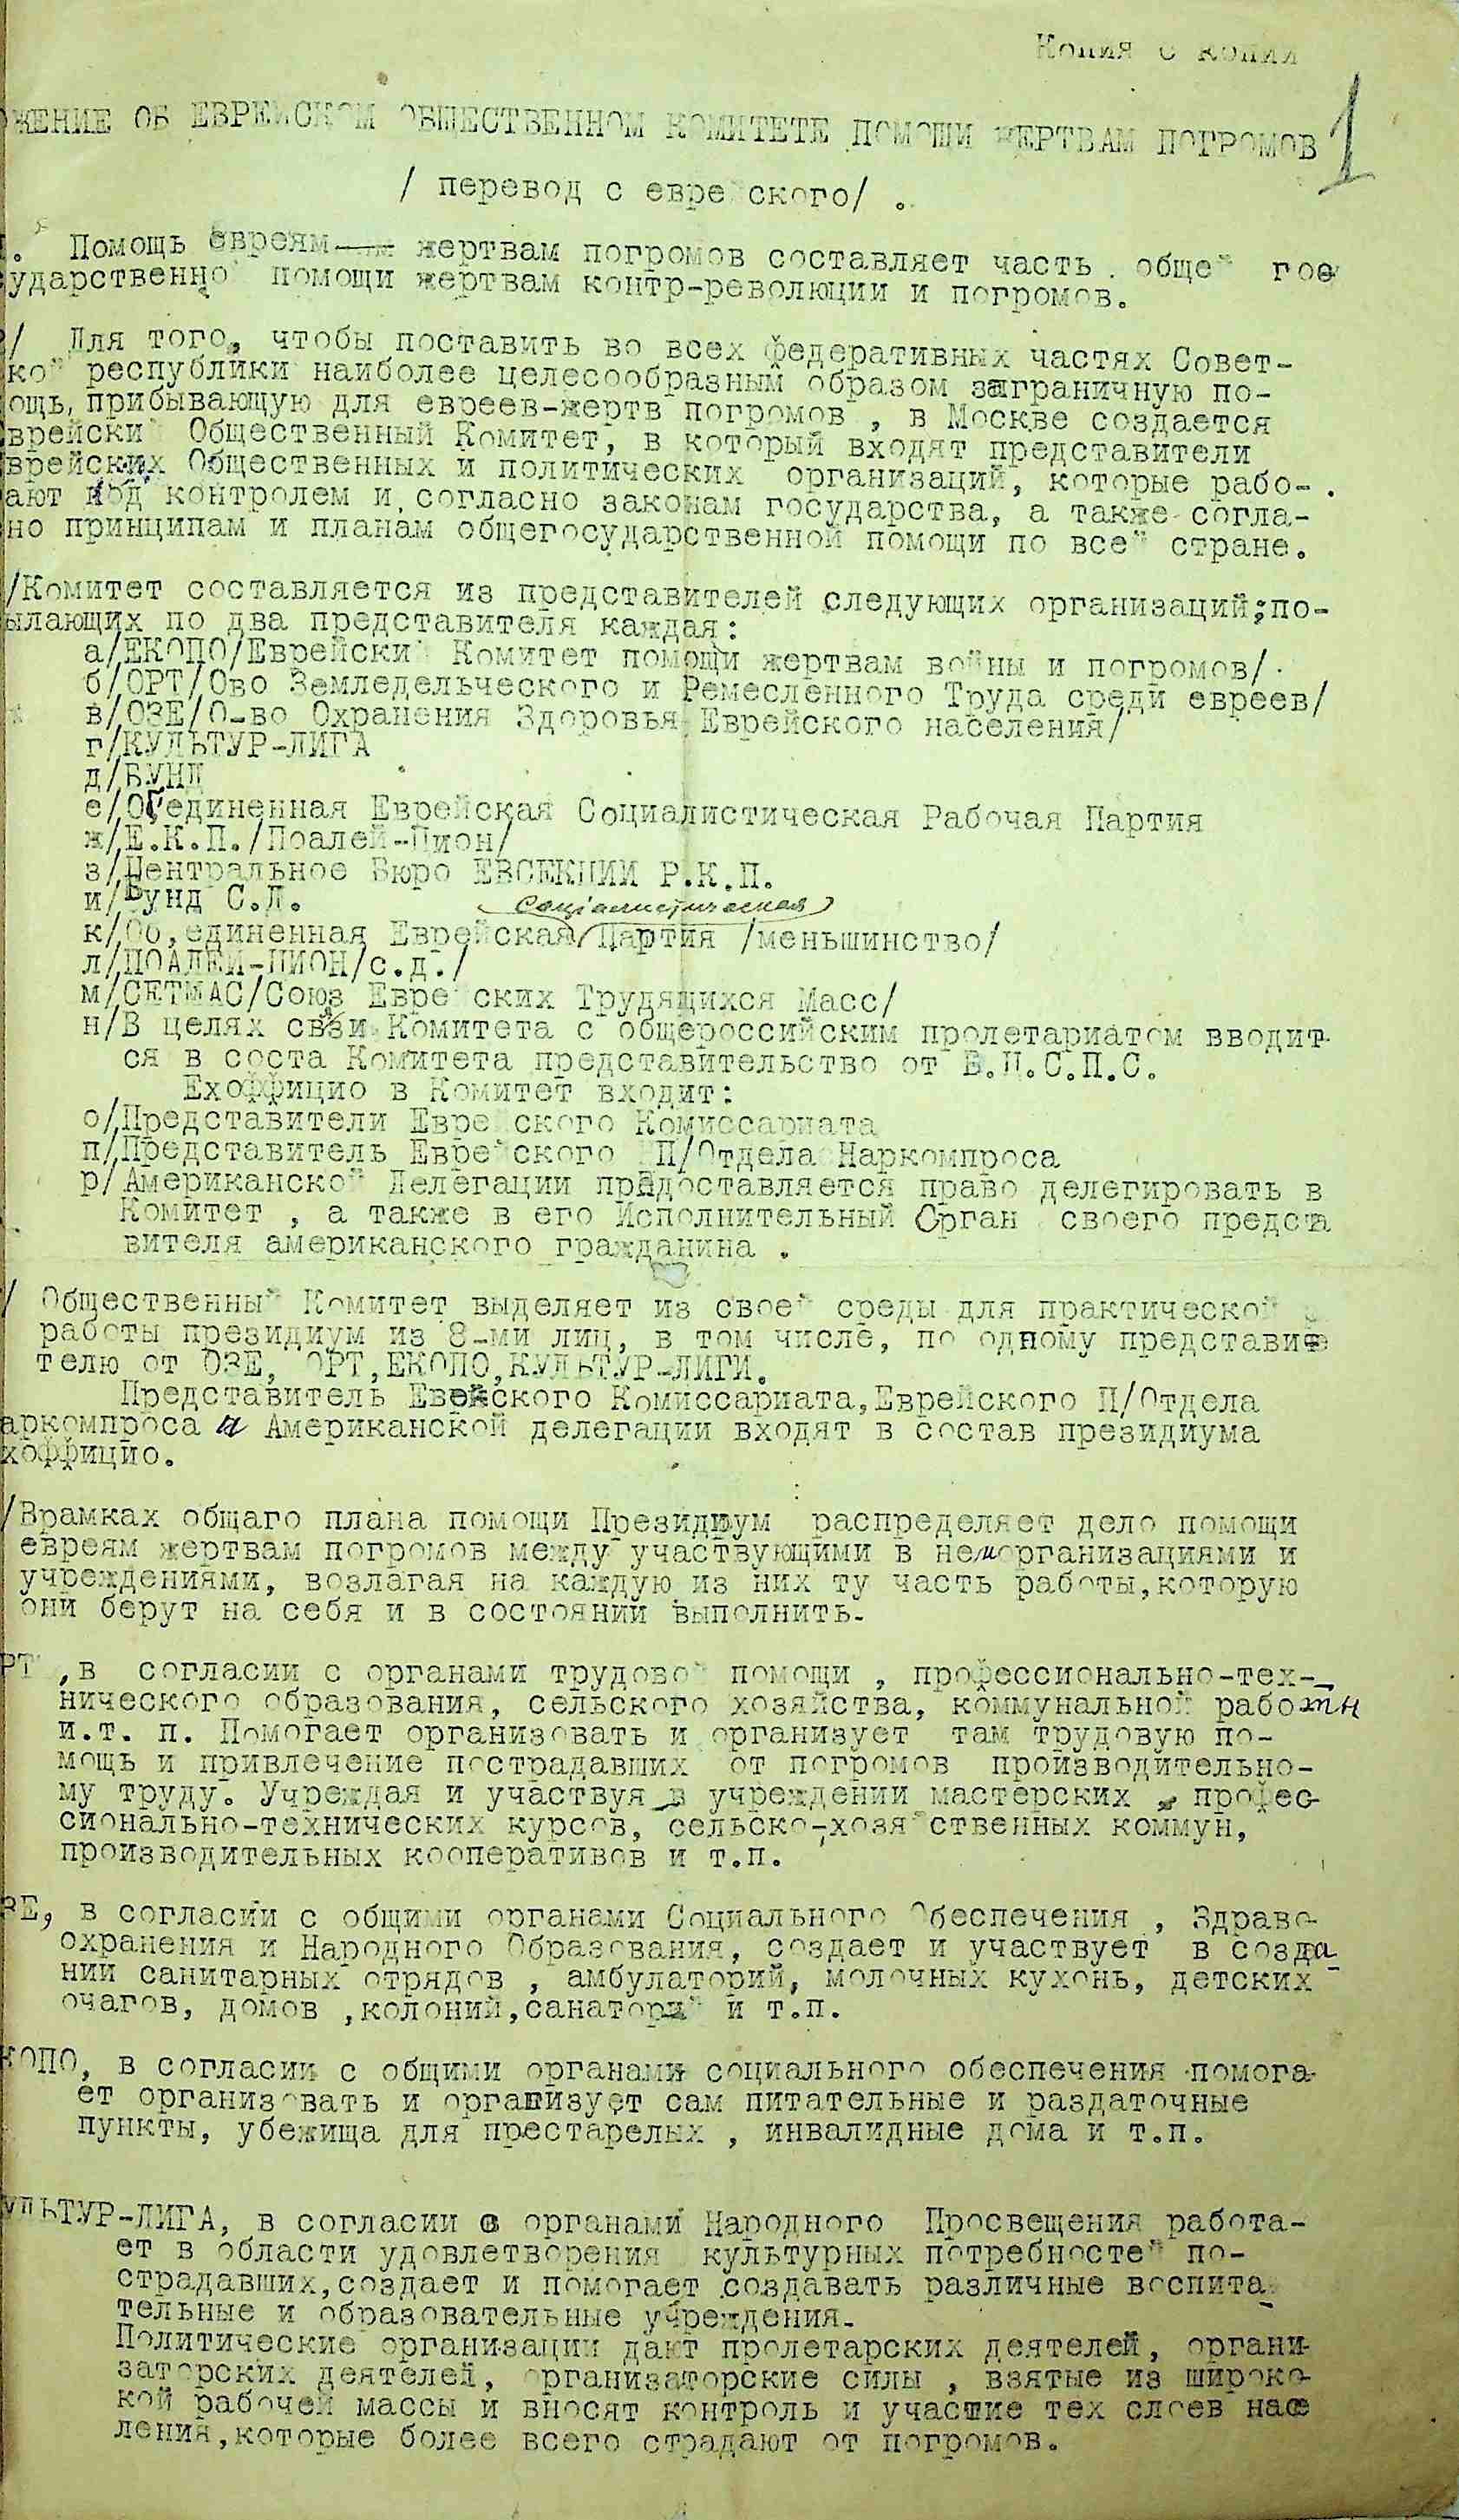 Копия с копии
1
ЖЕНИЕ ОБ ЕВРЕЙСКОМ ОБЩЕСТВЕННОМ КОМИТЕТЕ ПОМОЩИ ЖЕРТВАМ ПОГРОМОВ
/ перевод с еврейского/ .
. Помощь евреям — жертвам погромов составляет часть . общей гос
ударственно помощи жертвам контр-революции и погромов.
/ Для того, чтобы поставить во всех федеративных частях Совет-
кой республики наиболее целесообразным образом заграничную по-
ощь, прибывающую для евреев-жертв погромов , в Москве создается
врейский Общественный Комитет, в который входят представители
врейских Общественных и политических организаций, которые рабо-.
ают под контролем и согласно законам государства, а также согла-
но принципам и планам общегосударственной помощи по всей стране.
/Комитет составляется из представителей следующих организаций;по-
ылающих по два представителя каждая:
а/ЕКОПО/Еврейский Комитет помощи жертвам войны и погромов/.
б/ОРТ/Ово Земледельческого и Ремесленного Труда среди евреев/
в/ОЗЕ/О-во Охранения Здоровья Еврейского населения/
г/КУЛЬТУР-ЛИГА
д/БУНД
е/Об'единенная Еврейская Социалистическая Рабочая Партия
ж/Е.К.П./Поалей-Цион/
з/Центральное Бюро ЕВСЕКЦИИ Р.К.П.
и/Бунд С.Д.
социалистическая
к/Об,единенная Еврейская Партия /меньшинство/
л/ПОАЛЕЙ-ЦИОН/с.д./
м/СЕТМАС/Союз Еврейских Трудящихся Масс/
н/В целях свзи Комитета с общероссийским пролетариатом вводит-
ся в соста Комитета представительство от В.Ц.С.П.С.
Ехоффицио в Комитет входит:
о/Представители Еврейского Комиссариата
п/Представитель Еврейского П/Отдела Наркомпроса
р/Американской Делегации прдоставляется право делегировать в
Комитет , а также в его Исполнительный Орган своего предста
вителя американского гражданина .
/ Общественный Комитет выделяет из своей среды для практической
работы президиум из 8-ми лиц, в том числе, по одному представи
телю от ОЗЕ, ОРТ,ЕКОПО,КУЛЬТУР-ЛИГИ.
Представитель Евейского Комиссариата,Еврейского П/Отдела
аркомпроса и Американской делегации входят в состав президиума
хоффицио.
/Врамках общаго плана помощи Президиум распределяет дело помощи
евреям жертвам погромов между участвующими в нем организациями и
учреждениями, возлагая на каждую из них ту часть работы,которую
они берут на себя и в состоянии выполнить.
РТ ,в согласии с органами трудовой помощи , профессионально-тех-
нического образования, сельского хозяйства, коммунальной работы
и.т. п. Помогает организовать и организует там трудовую по-
мощь и привлечение пострадавших от погромов производительно-
му труду. Учреждая и участвуя в учреждении мастерских , профес-
сионально-технических курсов, сельско-хозяйственных коммун,
производительных кооперативов и т.п.
ЗЕ, в согласии с общими органами Социального Обеспечения , Здраво-
охранения и Народного Образования, создает и участвует в созда-
нии санитарных отрядов , амбулаторий, молочных кухонь, детских
очагов, домов ,колоний,санаторий и т.п.
КОПО, в согласии с общими органами социального обеспечения помога-
ет организовать и организует сам питательные и раздаточные
пункты, убежища для престарелых , инвалидные дома и т.п.
УЛЬТУР-ЛИГА, в согласии с органами Народного Просвещения работа-
ет в области удовлетворения культурных потребностей по-
страдавших,создает и помогает создавать различные воспита-
тельные и образовательные учреждения.
Политические организации дают пролетарских деятелей, органи-
заторских деятелей, организаторские силы , взятые из широко-
кой рабочей массы и вносят контроль и участие тех слоев насе
ления,которые более всего страдают от погромов.